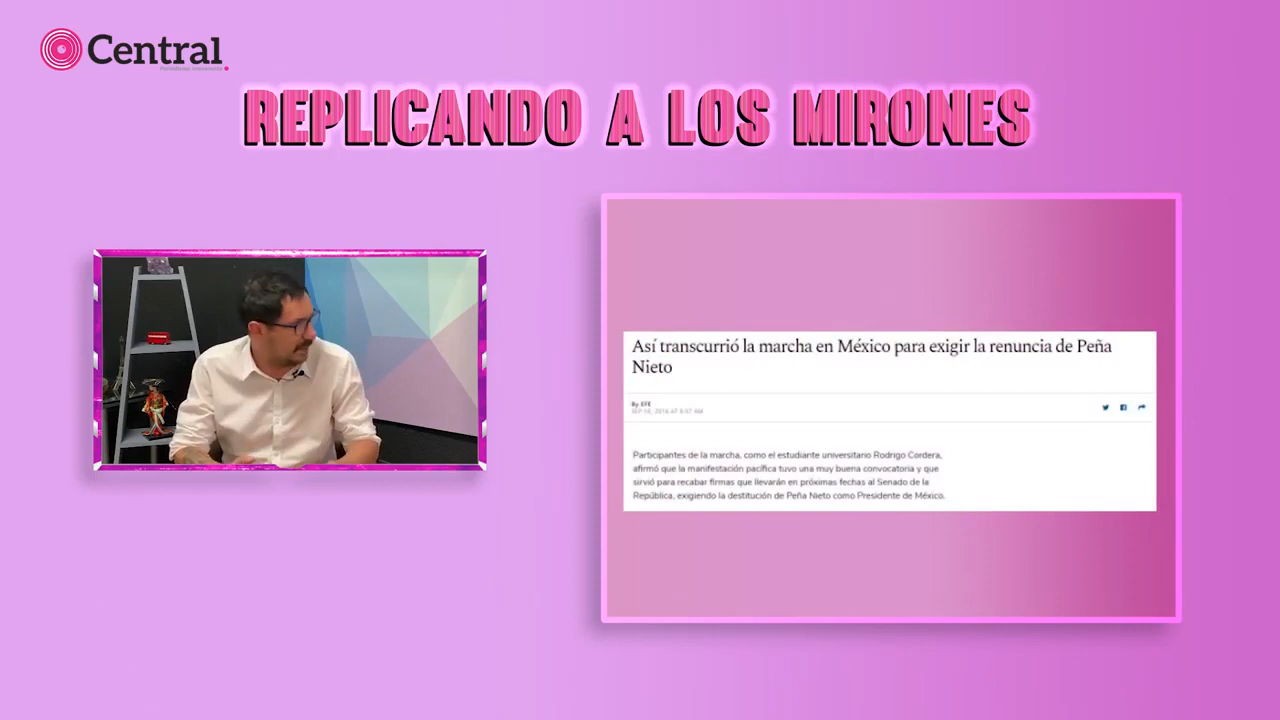 Central
Periodismo Irreverente
REPLICANDO A LOS MIRONES
Así transcurrió la marcha en México para exigir la renuncia de Peña
Nieto
By EFE
Participantes de la marcha, como el estudiante universitario Rodrigo Cordera,
afirmó que la manifestación pacífica tuvo una muy buena convocatoria y que
sirvió para recabar firmas que llevarán en próximas fechas al Senado de la
República, exigiendo la destitución de Peña Nieto como Presidente de México.